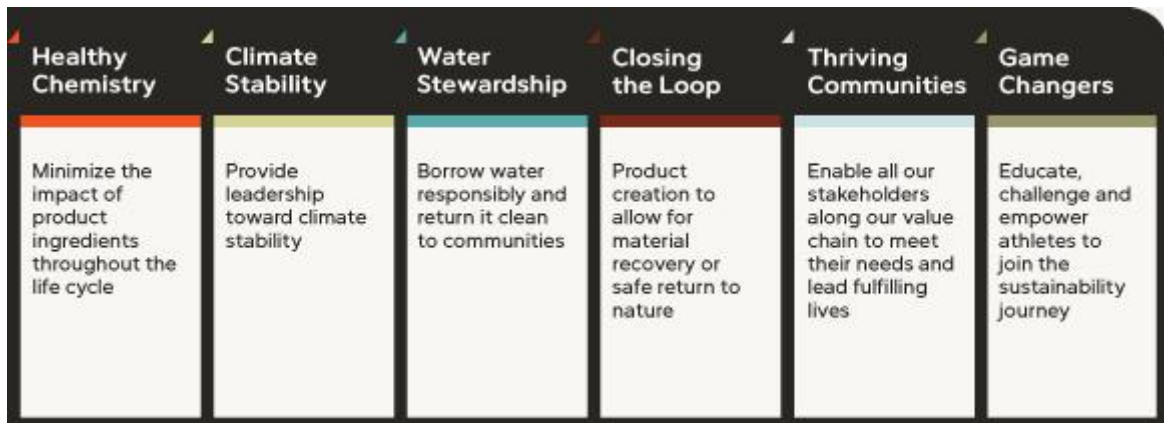 Healthy
Chemistry
Minimize the
impact of
product
ingredients
throughout the
life cycle
Climate
Stability
Provide
leadership
toward climate
stability
Water
Stewardship
Borrow water
responsibly and
return it clean
to communities
Closing
the Loop
Product
creation to
allow for
material
recovery or
safe return to
nature
Thriving
Communities
Enable all our
stakeholders
along our value
chain to meet
their needs and
lead fulfilling
lives
Game
Changers
Educate,
challenge and
empower
athletes to
join the
sustainability
journey